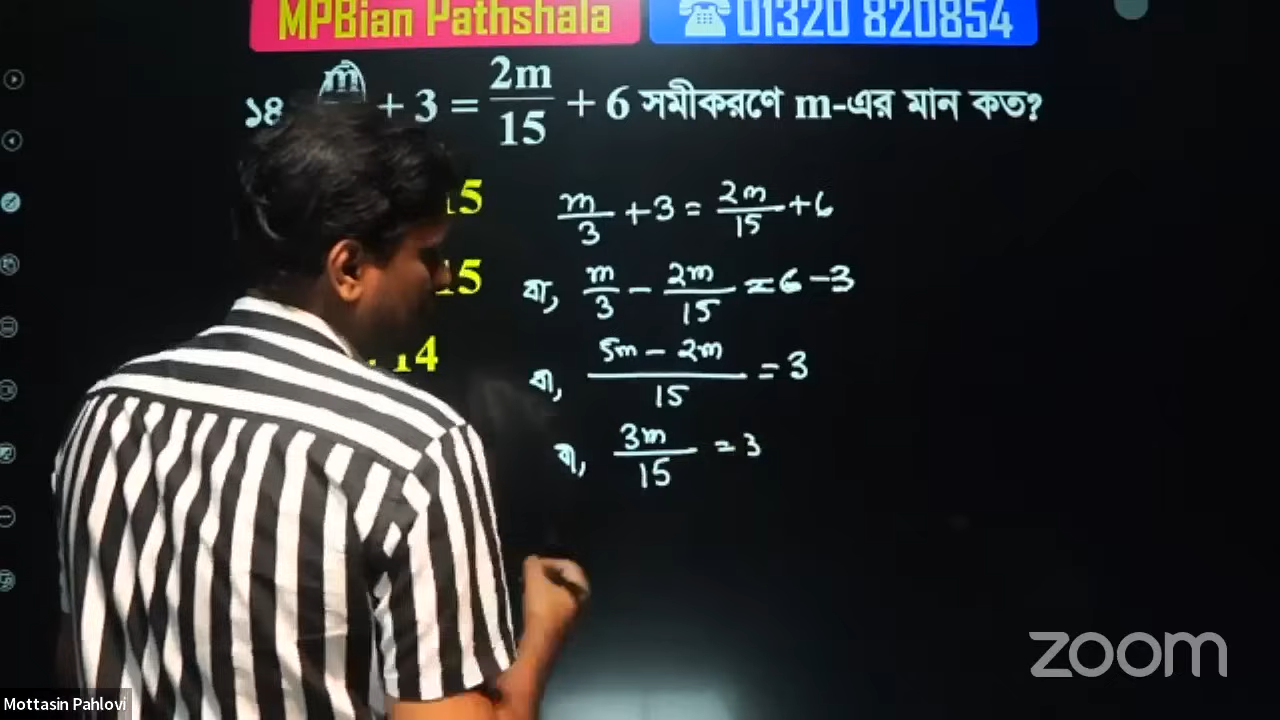 MPBian Pathshala
☎01320 820854
১৪ m + 3 = 2m/15 + 6 সমীকরণে m-এর মান কত?
15
m/3 + 3 = 2m/15 + 6
15
বা, m/3 - 2m/15 = 6 - 3
14
বা, (5m - 2m)/15 = 3
বা, 3m/15 = 3
zoom
Mottasin Pahlovi